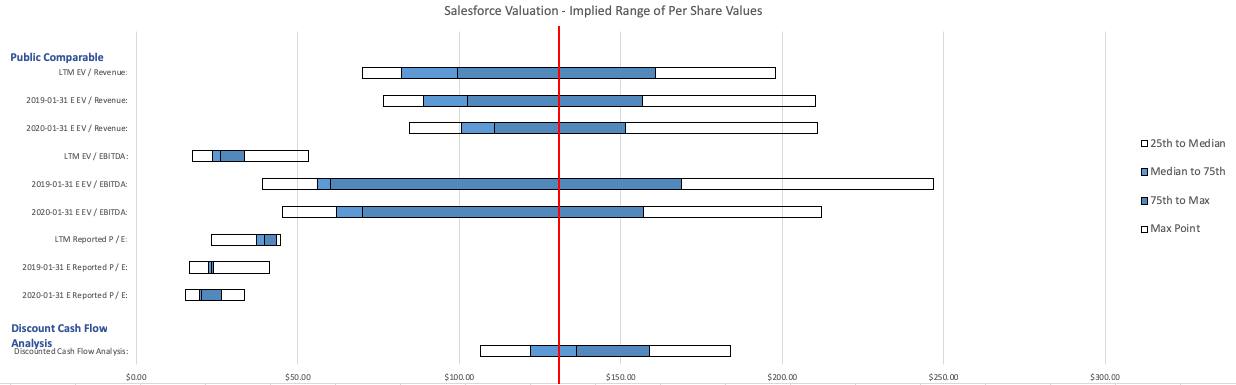 Salesforce Valuation - Implied Range of Per Share Values
Public Comparable
LTM EV / Revenue:
2019-01-31 E EV / Revenue:
2020-01-31 E EV / Revenue:
LTM EV / EBITDA:
2019-01-31 E EV / EBITDA:
2020-01-31 E EV / EBITDA:
LTM Reported P / E:
2019-01-31 E Reported P / E:
2020-01-31 E Reported P / E:
Discount Cash Flow
Analysis
Discounted Cash Flow Analysis:
$0.00 $50.00 $100.00 $150.00 $200.00 $250.00 $300.00
25th to Median
Median to 75th
75th to Max
Max Point